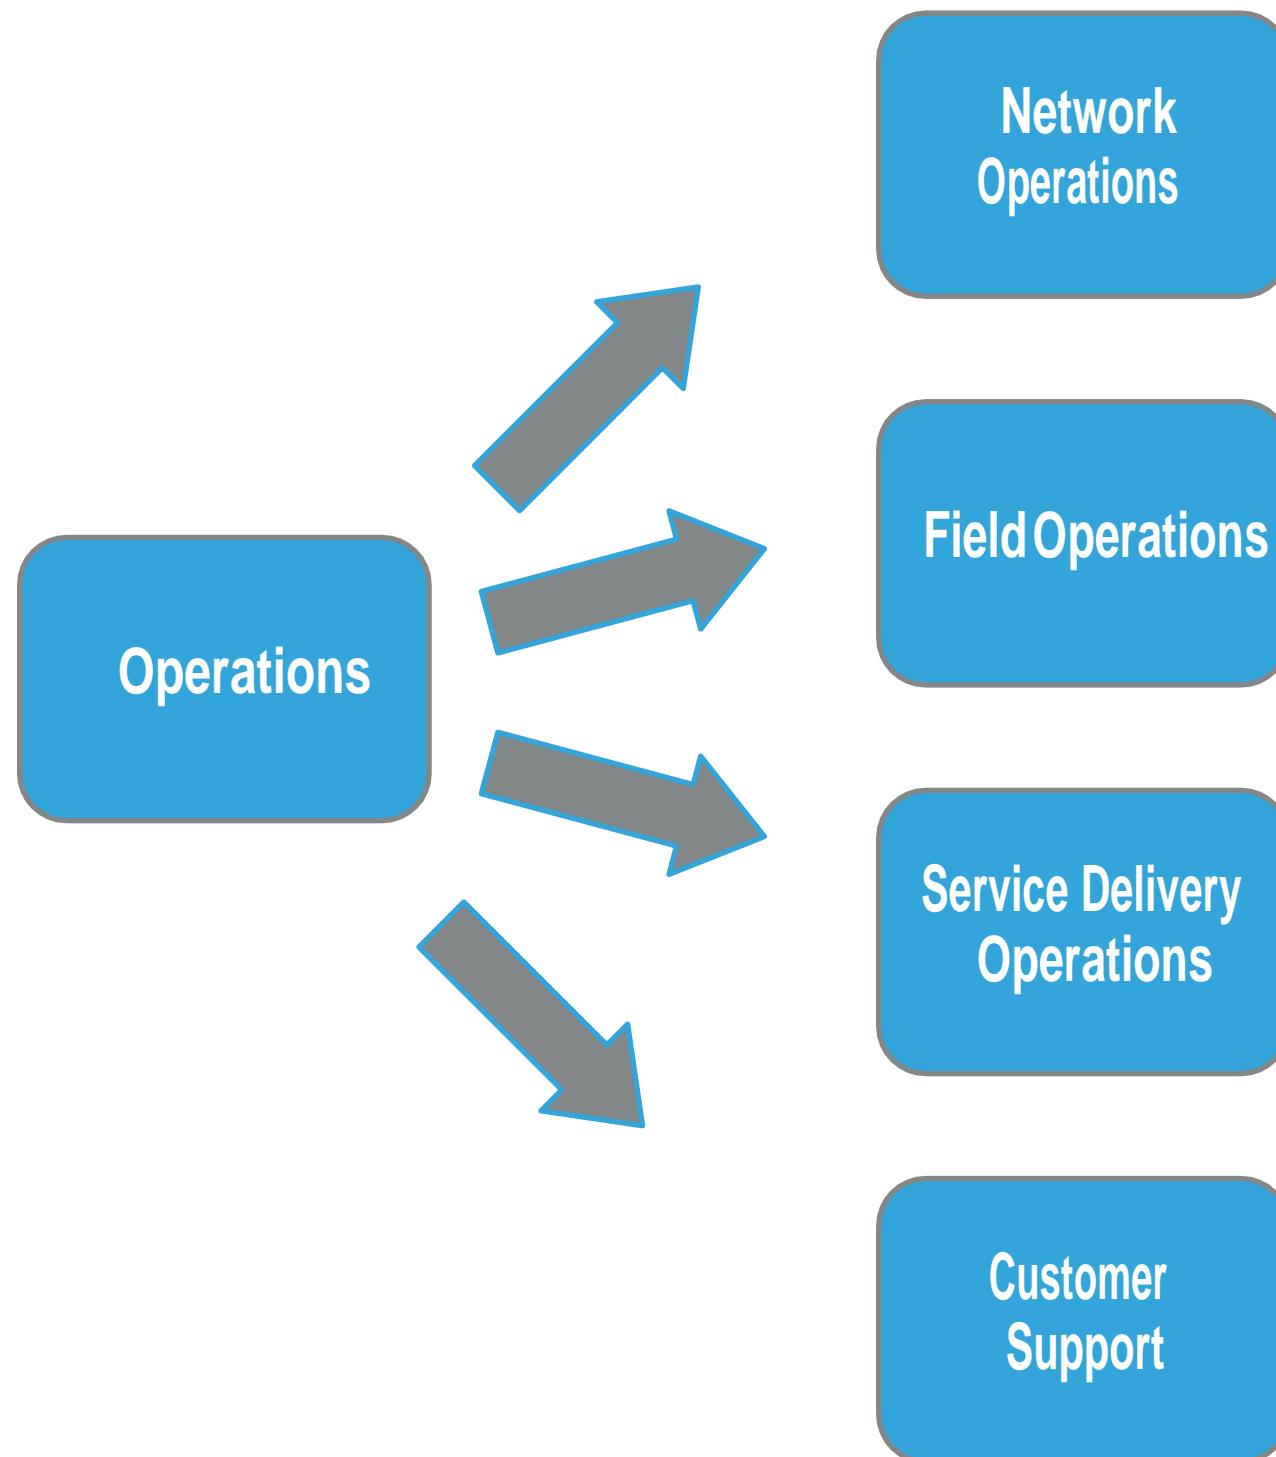 Network
Operations
Field Operations
Operations
Service Delivery
Operations
Customer
Support